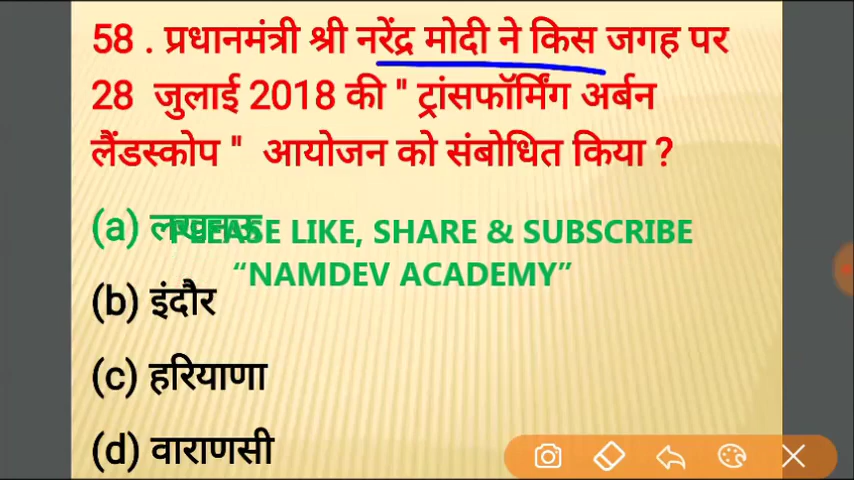 58 . प्रधानमंत्री श्री नरेंद्र मोदी ने किस जगह पर
28 जुलाई 2018 की " ट्रांसफॉर्मिंग अर्बन
लैंडस्कोप " आयोजन को संबोधित किया ?
(a) लखनऊ
PLEASE LIKE, SHARE & SUBSCRIBE
“NAMDEV ACADEMY”
(b) इंदौर
(c) हरियाणा
(d) वाराणसी